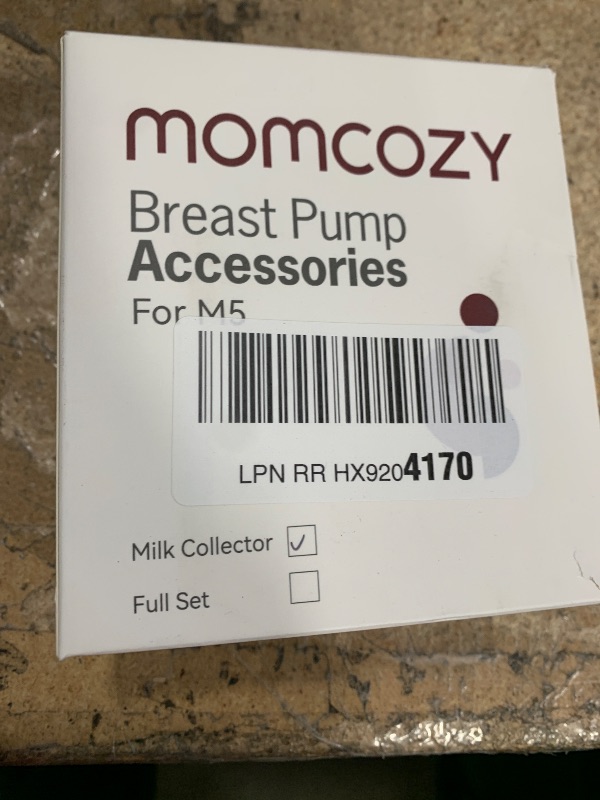 momcozy
Breast Pump
Accessories
For M5
LPN RR HX9204170
Milk Collector
Full Set